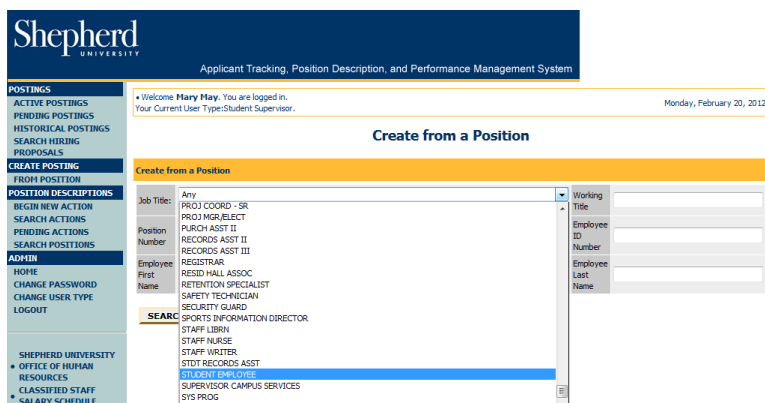 Shepherd
UNIVERSITY
Applicant Tracking, Position Description, and Performance Management System
POSTINGS
ACTIVE POSTINGS
PENDING POSTINGS
HISTORICAL POSTINGS
SEARCH HIRING
PROPOSALS
CREATE POSTING
FROM POSITION
POSITION DESCRIPTIONS
BEGIN NEW ACTION
SEARCH ACTIONS
PENDING ACTIONS
SEARCH POSITIONS
ADMIN
HOME
CHANGE PASSWORD
CHANGE USER TYPE
LOGOUT
SHEPHERD UNIVERSITY
• OFFICE OF HUMAN
RESOURCES
• CLASSIFIED STAFF
SALARY SCHEDULE
• Welcome Mary May. You are logged in.
Your Current User Type:Student Supervisor.
Monday, February 20, 2012
Create from a Position
Create from a Position
Job Title:
Any
Working
Title
Position
Number
Employee
ID
Number
Employee
First
Name
Employee
Last
Name
SEARC
PROJ COORD - SR
PROJ MGR/ELECT
PURCH ASST II
RECORDS ASST II
RECORDS ASST III
REGISTRAR
RESID HALL ASSOC
RETENTION SPECIALIST
SAFETY TECHNICIAN
SECURITY GUARD
SPORTS INFORMATION DIRECTOR
STAFF LIBRN
STAFF NURSE
STAFF WRITER
STDT RECORDS ASST
STUDENT EMPLOYEE
SUPERVISOR CAMPUS SERVICES
SYS PROG